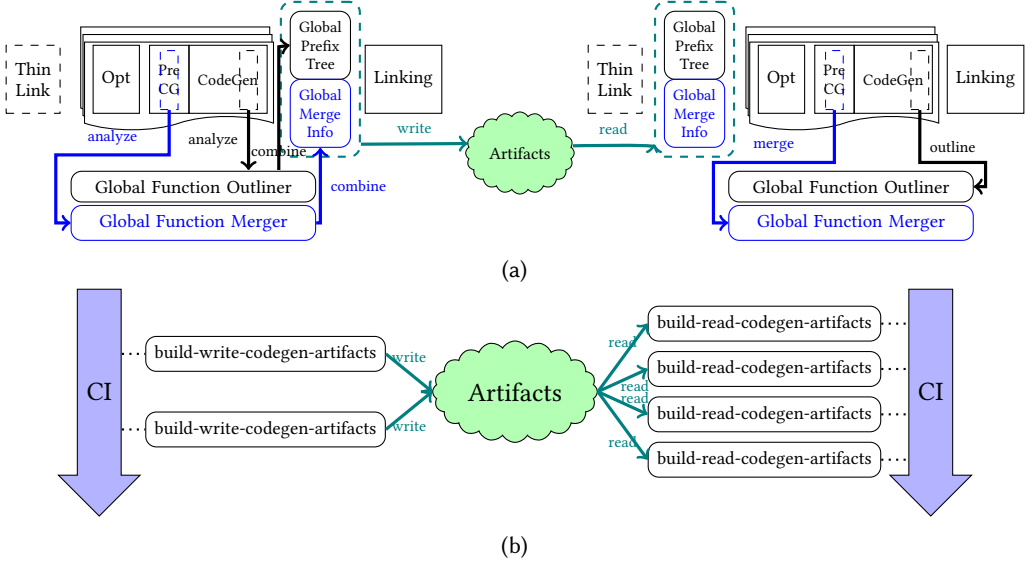 Thin
Link
Opt
Pre
CG
CodeGen
Global
Prefix
Tree
Global
Merge
Info
Linking
analyze
analyze
combine
combine
Global Function Outliner
Global Function Merger
write
Artifacts
read
Thin
Link
Global
Prefix
Tree
Global
Merge
Info
Opt
Pre
CG
CodeGen
Linking
merge
outline
Global Function Outliner
Global Function Merger
(a)
CI
build-write-codegen-artifacts
build-write-codegen-artifacts
write
write
Artifacts
read
read
read
read
build-read-codegen-artifacts
build-read-codegen-artifacts
build-read-codegen-artifacts
build-read-codegen-artifacts
CI
(b)